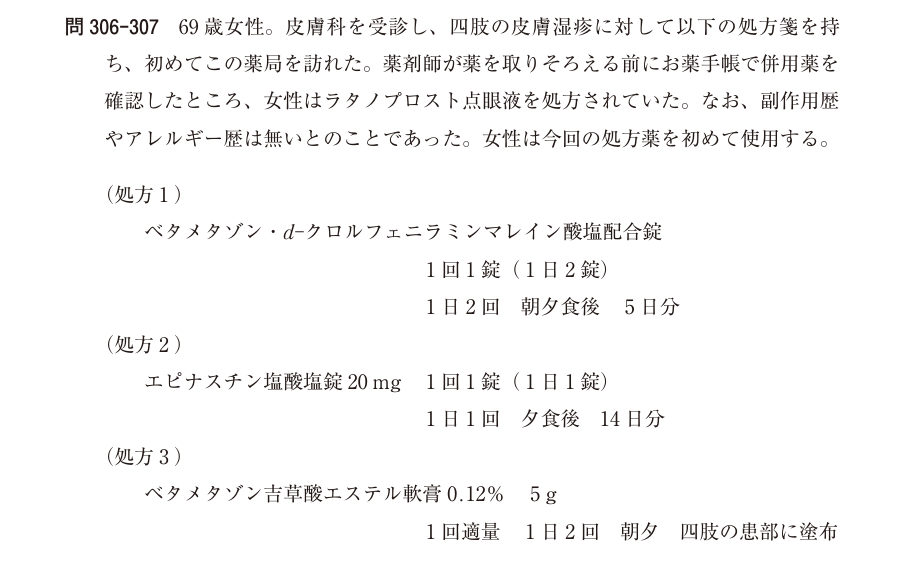 問 306-307　69 歳女性。皮膚科を受診し、四肢の皮膚湿疹に対して以下の処方箋を持
ち、初めてこの薬局を訪れた。薬剤師が薬を取りそろえる前にお薬手帳で併用薬を
確認したところ、女性はラタノプロスト点眼液を処方されていた。なお、副作用歴
やアレルギー歴は無いとのことであった。女性は今回の処方薬を初めて使用する。
（処方 1 ）
ベタメタゾン・d-クロルフェニラミンマレイン酸塩配合錠
1 回 1 錠（ 1 日 2 錠）
1 日 2 回　朝夕食後　5 日分
（処方 2 ）
エピナスチン塩酸塩錠 20 mg　1 回 1 錠（ 1 日 1 錠）
1 日 1 回　夕食後　14 日分
（処方 3 ）
ベタメタゾン吉草酸エステル軟膏 0.12%　5 g
1 回適量　1 日 2 回　朝夕　四肢の患部に塗布